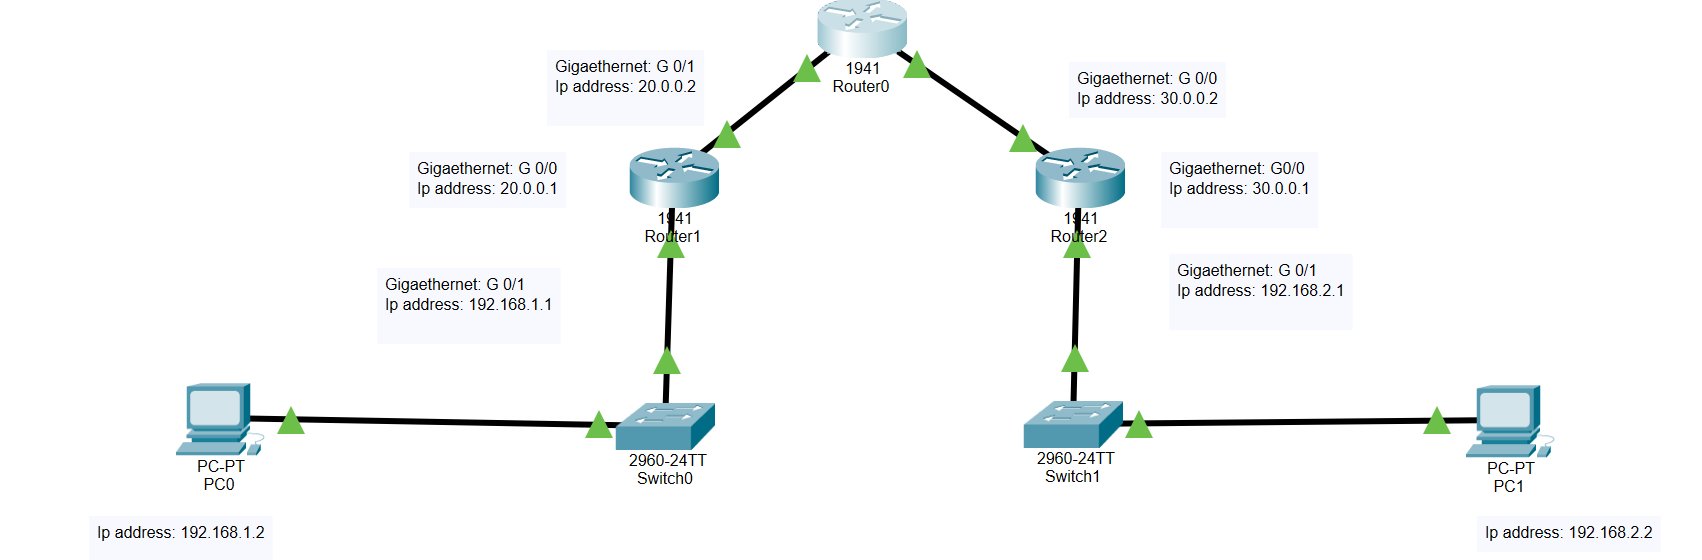 1941
Router0
Gigaethernet: G 0/1
Ip address: 20.0.0.2
Gigaethernet: G 0/0
Ip address: 30.0.0.2
Gigaethernet: G 0/0
Ip address: 20.0.0.1
1941
Router1
1941
Router2
Gigaethernet: G0/0
Ip address: 30.0.0.1
Gigaethernet: G 0/1
Ip address: 192.168.1.1
Gigaethernet: G 0/1
Ip address: 192.168.2.1
PC-PT
PC0
2960-24TT
Switch0
2960-24TT
Switch1
PC-PT
PC1
Ip address: 192.168.1.2
Ip address: 192.168.2.2